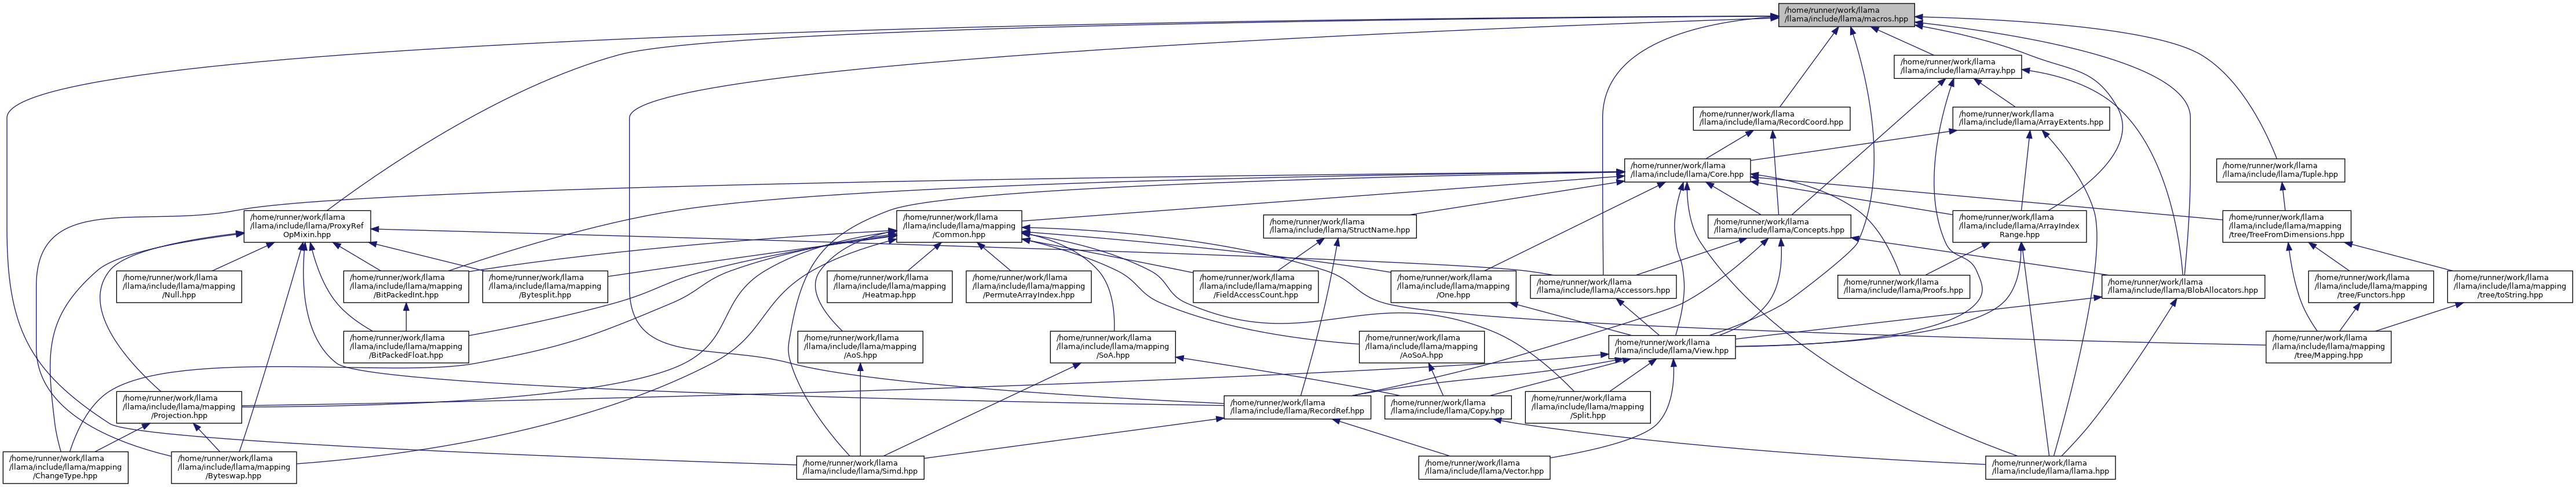 /home/runner/work/llama
/llama/include/llama/macros.hpp
/home/runner/work/llama
/llama/include/llama/Array.hpp
/home/runner/work/llama
/llama/include/llama/RecordCoord.hpp
/home/runner/work/llama
/llama/include/llama/ArrayExtents.hpp
/home/runner/work/llama
/llama/include/llama/Core.hpp
/home/runner/work/llama
/llama/include/llama/Tuple.hpp
/home/runner/work/llama
/llama/include/llama/ProxyRef
OpMixin.hpp
/home/runner/work/llama
/llama/include/llama/mapping
/Common.hpp
/home/runner/work/llama
/llama/include/llama/StructName.hpp
/home/runner/work/llama
/llama/include/llama/Concepts.hpp
/home/runner/work/llama
/llama/include/llama/ArrayIndex
Range.hpp
/home/runner/work/llama
/llama/include/llama/mapping
/tree/TreeFromDimensions.hpp
/home/runner/work/llama
/llama/include/llama/mapping
/Null.hpp
/home/runner/work/llama
/llama/include/llama/mapping
/BitPackedInt.hpp
/home/runner/work/llama
/llama/include/llama/mapping
/Bytesplit.hpp
/home/runner/work/llama
/llama/include/llama/mapping
/Heatmap.hpp
/home/runner/work/llama
/llama/include/llama/mapping
/PermuteArrayIndex.hpp
/home/runner/work/llama
/llama/include/llama/mapping
/FieldAccessCount.hpp
/home/runner/work/llama
/llama/include/llama/mapping
/One.hpp
/home/runner/work/llama
/llama/include/llama/Accessors.hpp
/home/runner/work/llama
/llama/include/llama/Proofs.hpp
/home/runner/work/llama
/llama/include/llama/BlobAllocators.hpp
/home/runner/work/llama
/llama/include/llama/mapping
/tree/Functors.hpp
/home/runner/work/llama
/llama/include/llama/mapping
/tree/toString.hpp
/home/runner/work/llama
/llama/include/llama/mapping
/BitPackedFloat.hpp
/home/runner/work/llama
/llama/include/llama/mapping
/AoS.hpp
/home/runner/work/llama
/llama/include/llama/mapping
/SoA.hpp
/home/runner/work/llama
/llama/include/llama/mapping
/AoSoA.hpp
/home/runner/work/llama
/llama/include/llama/View.hpp
/home/runner/work/llama
/llama/include/llama/mapping
/tree/Mapping.hpp
/home/runner/work/llama
/llama/include/llama/mapping
/Projection.hpp
/home/runner/work/llama
/llama/include/llama/RecordRef.hpp
/home/runner/work/llama
/llama/include/llama/Copy.hpp
/home/runner/work/llama
/llama/include/llama/mapping
/Split.hpp
/home/runner/work/llama
/llama/include/llama/mapping
/ChangeType.hpp
/home/runner/work/llama
/llama/include/llama/mapping
/Byteswap.hpp
/home/runner/work/llama
/llama/include/llama/Simd.hpp
/home/runner/work/llama
/llama/include/llama/Vector.hpp
/home/runner/work/llama
/llama/include/llama/llama.hpp